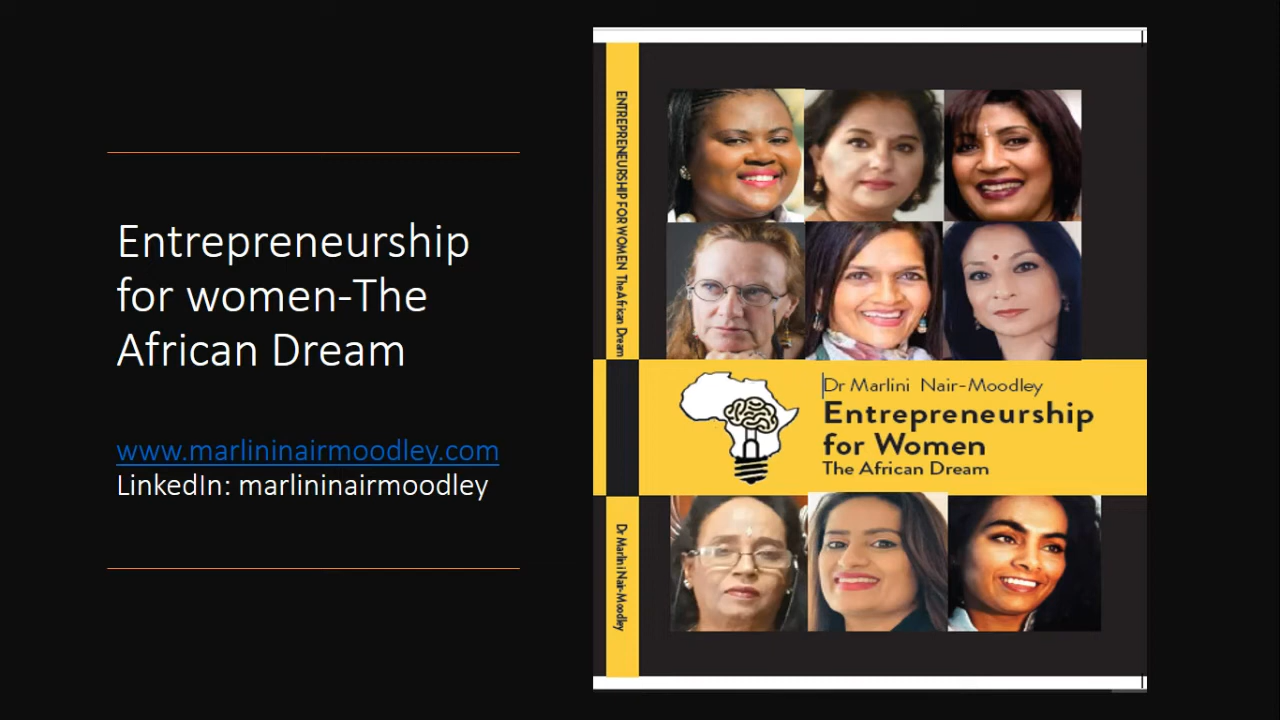 Entrepreneurship
for women-The
African Dream
www.marlininairmoodley.com
LinkedIn: marlininairmoodley
ENTREPRENEURSHIP FOR WOMEN The African Dream
Dr Marlini Nair-Moodley
Dr Marlini Nair-Moodley
Entrepreneurship
for Women
The African Dream